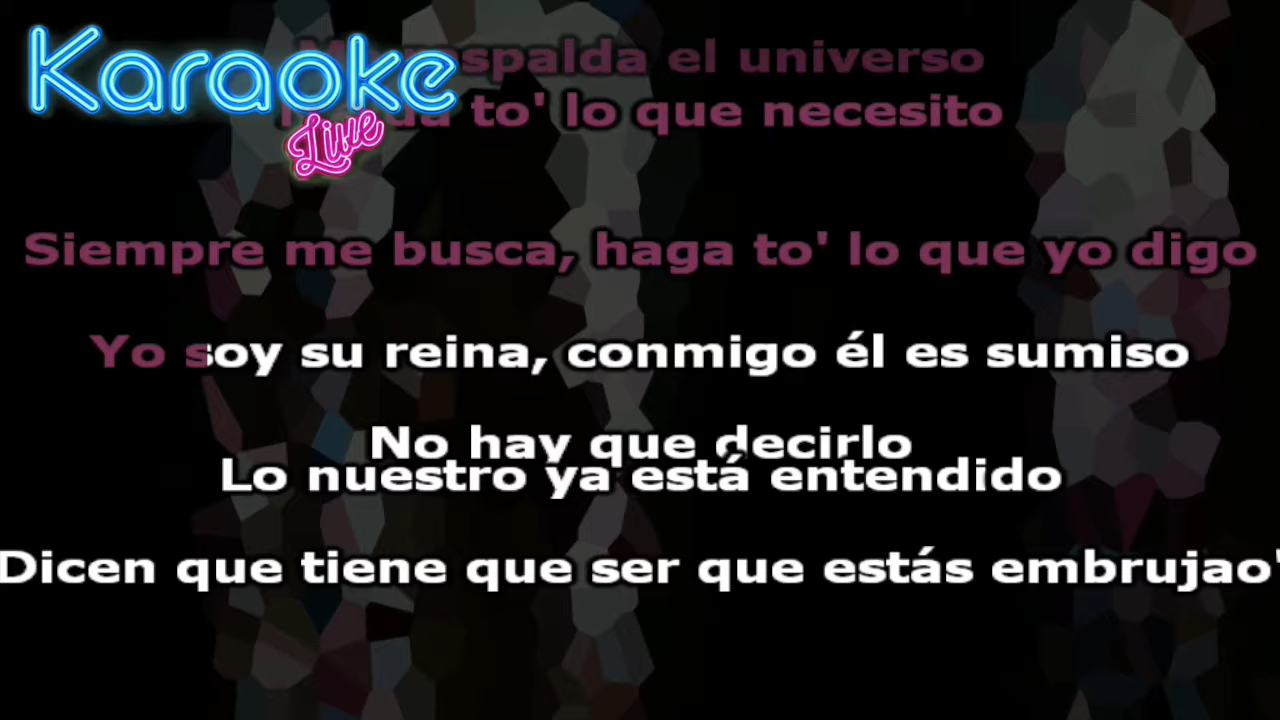 Karaoke
Live
respalda el universo
to' lo que necesito
Siempre me busca, haga to' lo que yo digo
Yo soy su reina, conmigo él es sumiso
No hay que decirlo
Lo nuestro ya está entendido
Dicen que tiene que ser que estás embrujao'